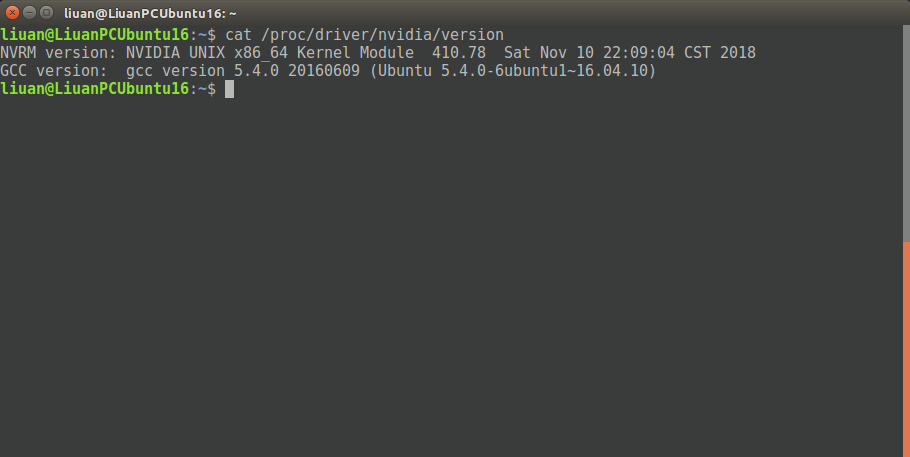 liuan@LiuanPCUbuntu16: ~
liuan@LiuanPCUbuntu16:~$ cat /proc/driver/nvidia/version
NVRM version: NVIDIA UNIX x86_64 Kernel Module  410.78  Sat Nov 10 22:09:04 CST 2018
GCC version:  gcc version 5.4.0 20160609 (Ubuntu 5.4.0-6ubuntu1~16.04.10)
liuan@LiuanPCUbuntu16:~$